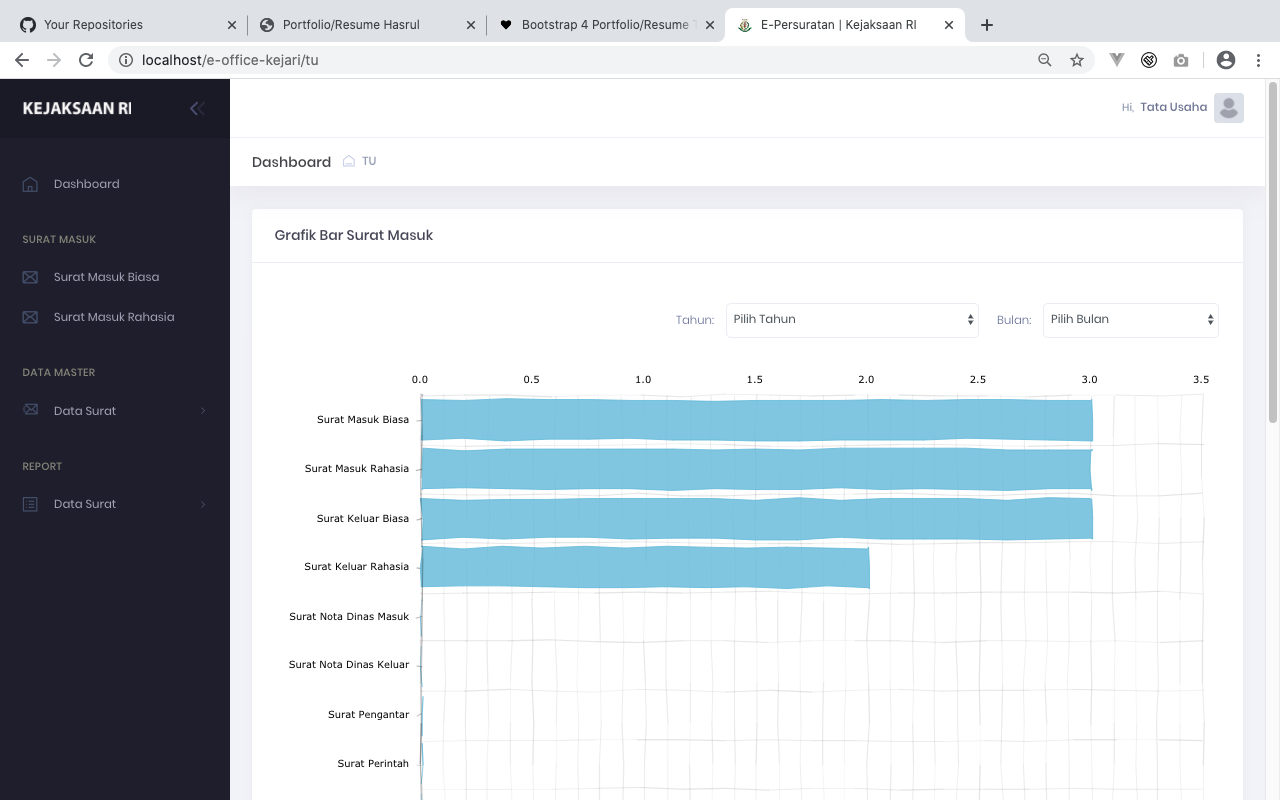 Your Repositories
Portfolio/Resume Hasrul
Bootstrap 4 Portfolio/Resume
E-Persuratan | Kejaksaan RI
localhost/e-office-kejari/tu
KEJAKSAAN RI
Hi, Tata Usaha
Dashboard TU
Dashboard
SURAT MASUK
Surat Masuk Biasa
Surat Masuk Rahasia
DATA MASTER
Data Surat
REPORT
Data Surat
Grafik Bar Surat Masuk
Tahun: Pilih Tahun Bulan: Pilih Bulan
0.0 0.5 1.0 1.5 2.0 2.5 3.0 3.5
Surat Masuk Biasa
Surat Masuk Rahasia
Surat Keluar Biasa
Surat Keluar Rahasia
Surat Nota Dinas Masuk
Surat Nota Dinas Keluar
Surat Pengantar
Surat Perintah